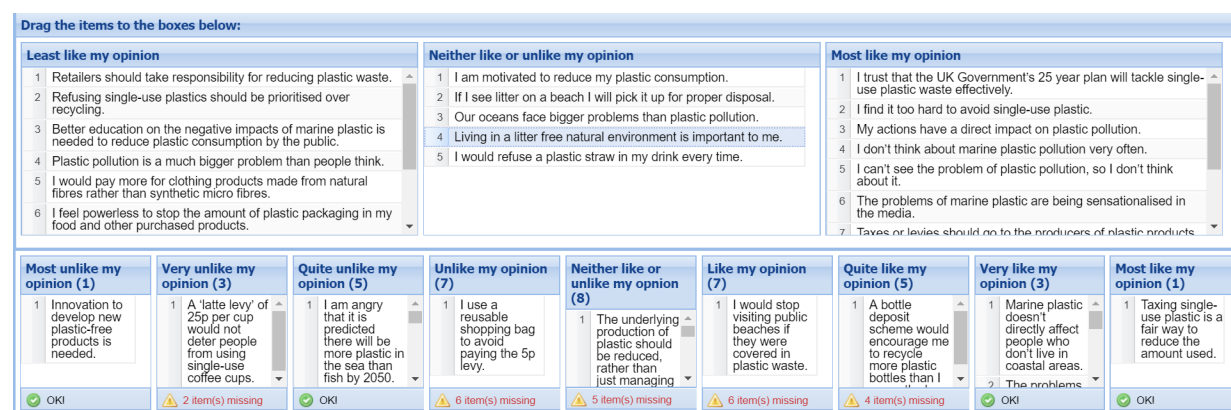 Drag the items to the boxes below:
Least like my opinion
1 Retailers should take responsibility for reducing plastic waste.
2 Refusing single-use plastics should be prioritised over
recycling.
3 Better education on the negative impacts of marine plastic is
needed to reduce plastic consumption by the public.
4 Plastic pollution is a much bigger problem than people think.
5 I would pay more for clothing products made from natural
fibres rather than synthetic micro fibres.
6 I feel powerless to stop the amount of plastic packaging in my
food and other purchased products.
Neither like or unlike my opinion
1 I am motivated to reduce my plastic consumption.
2 If I see litter on a beach I will pick it up for proper disposal.
3 Our oceans face bigger problems than plastic pollution.
4 Living in a litter free natural environment is important to me.
5 I would refuse a plastic straw in my drink every time.
Most like my opinion
1 I trust that the UK Government's 25 year plan will tackle single-
use plastic waste effectively.
2 I find it too hard to avoid single-use plastic.
3 My actions have a direct impact on plastic pollution.
4 I don't think about marine plastic pollution very often.
5 I can't see the problem of plastic pollution, so I don't think
about it.
6 The problems of marine plastic are being sensationalised in
the media.
7 Taxes or levies should go to the producers of plastic products
Most unlike my
opinion (1)
1 Innovation to
develop new
plastic-free
products is
needed.
OK!
Very unlike my
opinion (3)
1 A 'latte levy' of
25p per cup
would not
deter people
from using
single-use
coffee cups.
2 item(s) missing
Quite unlike my
opinion (5)
1 I am angry
that it is
predicted
there will be
more plastic in
the sea than
fish by 2050.
OK!
Unlike my opinion
(7)
1 I use a
reusable
shopping bag
to avoid
paying the 5p
levy.
6 item(s) missing
Neither like or
unlike my opnion
(8)
1 The underlying
production of
plastic should
be reduced,
rather than
just managing
5 item(s) missing
Like my opinion
(7)
1 I would stop
visiting public
beaches if
they were
covered in
plastic waste.
6 item(s) missing
Quite like my
opinion (5)
1 A bottle
deposit
scheme would
encourage me
to recycle
more plastic
bottles than I
4 item(s) missing
Very like my
opinion (3)
1 Marine plastic
doesn't
directly affect
people who
don't live in
coastal areas.
2 The problems
OK!
Most like my
opinion (1)
1 Taxing single-
use plastic is a
fair way to
reduce the
amount used.
OK!